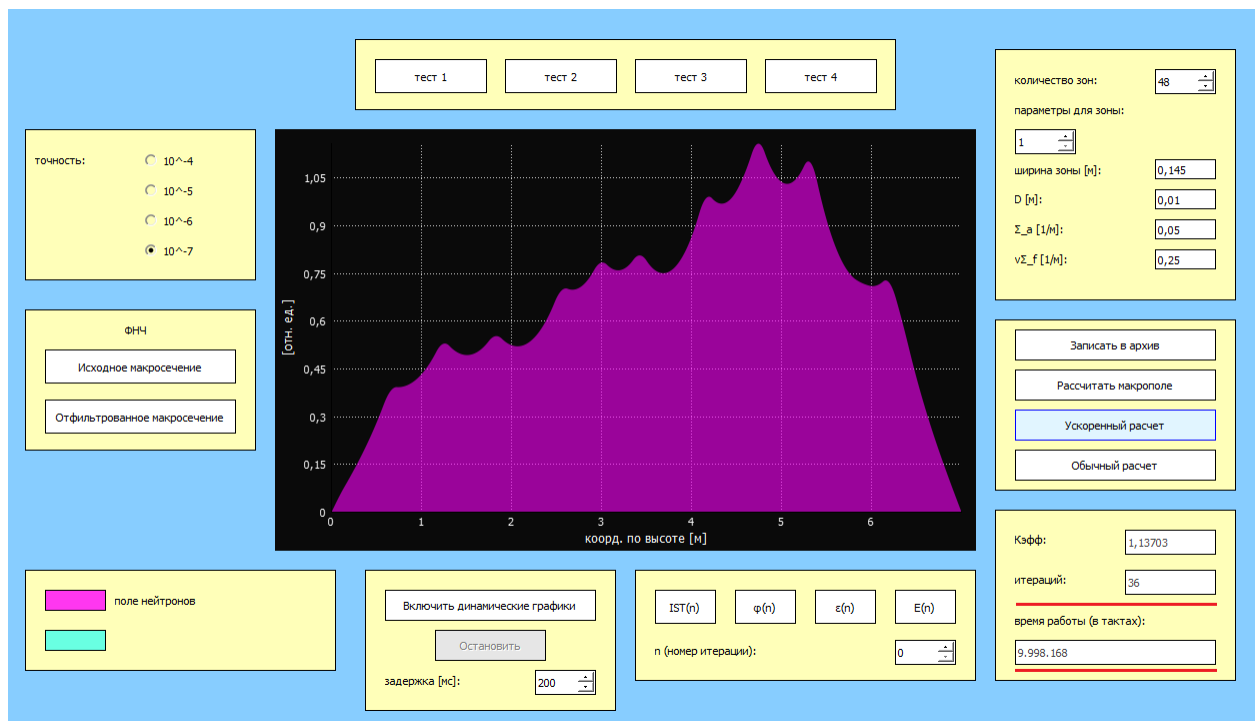 тест 1
тест 2
тест 3
тест 4
количество зон:
48
параметры для зоны:
1
ширина зоны [м]:
0,145
D [м]:
0,01
Σ_a [1/м]:
0,05
νΣ_f [1/м]:
0,25
точность:
10^-4
10^-5
10^-6
10^-7
ФНЧ
Исходное макросечение
Отфильтрованное макросечение
[отн. ед.]
1,05
0,9
0,75
0,6
0,45
0,3
0,15
0
0 1 2 3 4 5 6
коорд. по высоте [м]
Записать в архив
Рассчитать макрополе
Ускоренный расчет
Обычный расчет
Kэфф:
1,13703
итераций:
36
время работы (в тактах):
9.998.168
поле нейтронов
Включить динамические графики
Остановить
задержка [мс]:
200
IST(n)
φ(n)
ε(n)
E(n)
n (номер итерации):
0